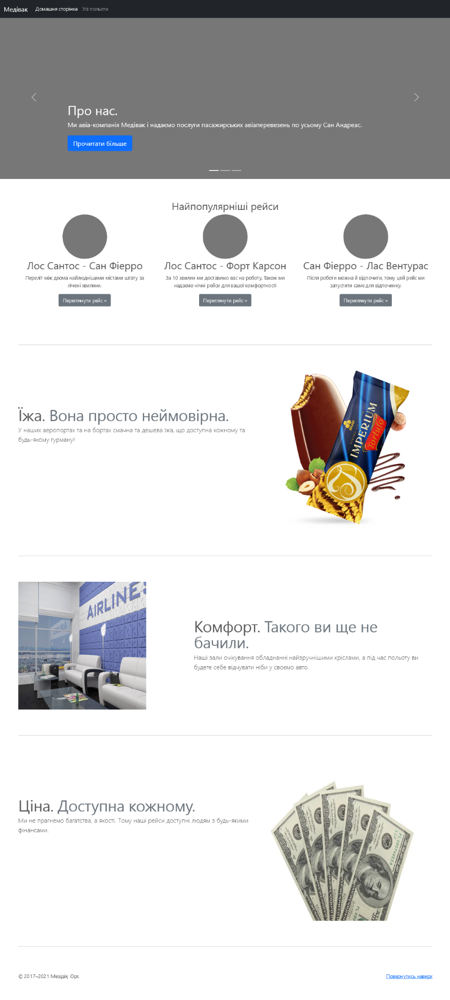 Медівак Домашня сторінка Усі польоти
Про нас.
Ми авіа-компанія Медівак і надаємо послуги пасажирських авіаперевезень по усьому Сан Андреас.
Прочитати більше
Найпопулярніші рейси
Лос Сантос - Сан Фіерро
Переліт між двома найлюднішими містами штату за
лічені хвилини.
Переглянути рейс »
Лос Сантос - Форт Карсон
За 10 хвилин ми доставимо вас на роботу. Також ми
надаємо нічні рейси для вашої комфортності
Переглянути рейс »
Сан Фіерро - Лас Вентурас
Після роботи можна й відпочити, тому цей рейс ми
запустити саме для відпочинку.
Переглянути рейс »
Їжа. Вона просто неймовірна.
У наших аеропортах та на бортах смачна та дешева їжа, що доступна кожному та
будь-якому гурману!
RUD
IMPERIUM
Tortufo
AIRLINES
Комфорт. Такого ви ще не
бачили.
Наші зали очікування обладнанні найзручнішими кріслами, а під час польоту ви
будете себе відчувати ніби у своємо авто.
Ціна. Доступна кожному.
Ми не прагнемо багатства, а якості. Тому наші рейси доступні людям з будь-якими
фінансами.
© 2017–2021 Мезідія, Орг.
Повернутись наверх